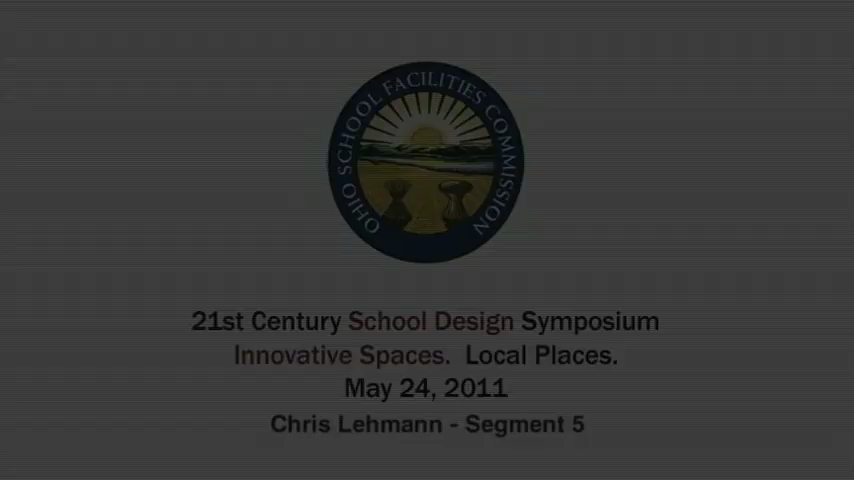 OHIO SCHOOL FACILITIES COMMISSION
21st Century School Design Symposium
Innovative Spaces. Local Places.
May 24, 2011
Chris Lehmann - Segment 5